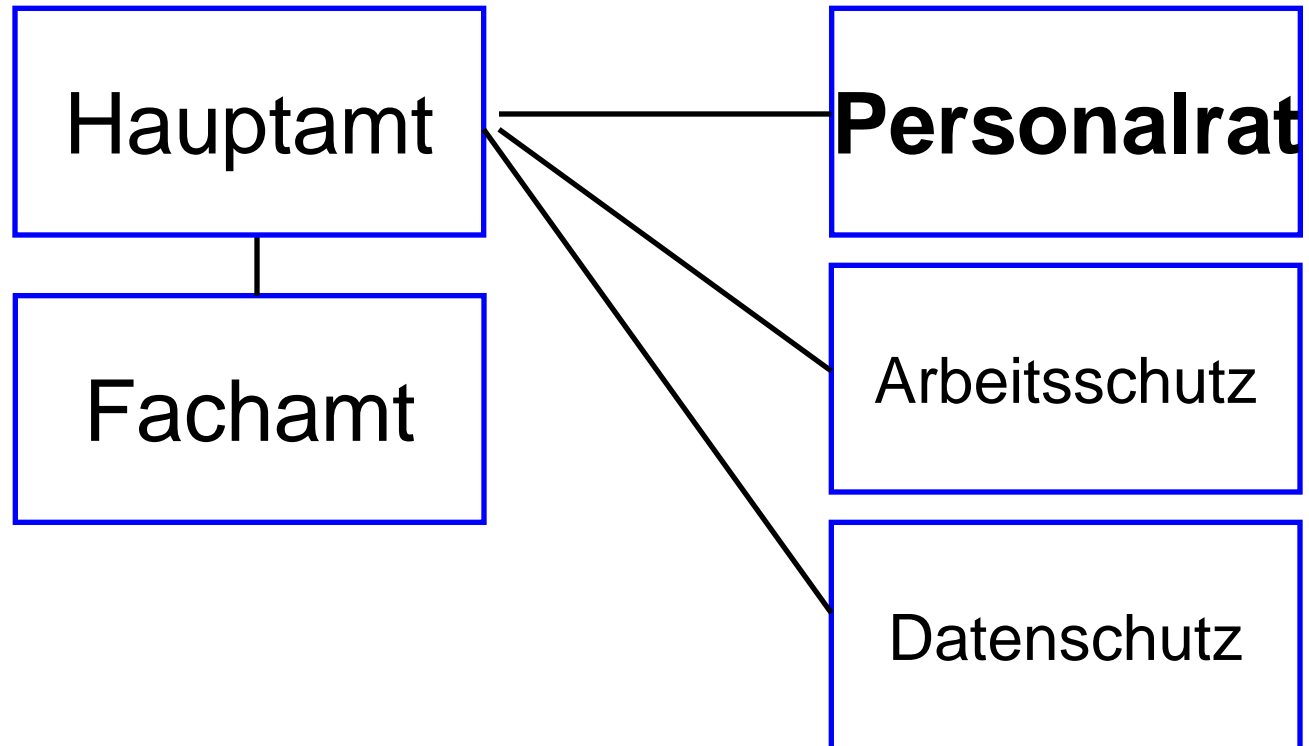 Hauptamt
Personalrat
Fachamt
Arbeitsschutz
Datenschutz